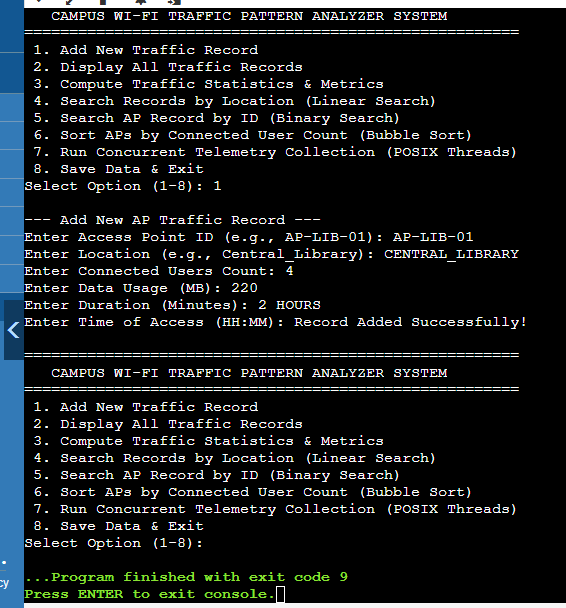 CAMPUS WI-FI TRAFFIC PATTERN ANALYZER SYSTEM
=======================================================
1. Add New Traffic Record
2. Display All Traffic Records
3. Compute Traffic Statistics & Metrics
4. Search Records by Location (Linear Search)
5. Search AP Record by ID (Binary Search)
6. Sort APs by Connected User Count (Bubble Sort)
7. Run Concurrent Telemetry Collection (POSIX Threads)
8. Save Data & Exit
Select Option (1-8): 1
--- Add New AP Traffic Record ---
Enter Access Point ID (e.g., AP-LIB-01): AP-LIB-01
Enter Location (e.g., Central_Library): CENTRAL_LIBRARY
Enter Connected Users Count: 4
Enter Data Usage (MB): 220
Enter Duration (Minutes): 2 HOURS
Enter Time of Access (HH:MM): Record Added Successfully!
=======================================================
CAMPUS WI-FI TRAFFIC PATTERN ANALYZER SYSTEM
=======================================================
1. Add New Traffic Record
2. Display All Traffic Records
3. Compute Traffic Statistics & Metrics
4. Search Records by Location (Linear Search)
5. Search AP Record by ID (Binary Search)
6. Sort APs by Connected User Count (Bubble Sort)
7. Run Concurrent Telemetry Collection (POSIX Threads)
8. Save Data & Exit
Select Option (1-8):
...Program finished with exit code 9
Press ENTER to exit console.